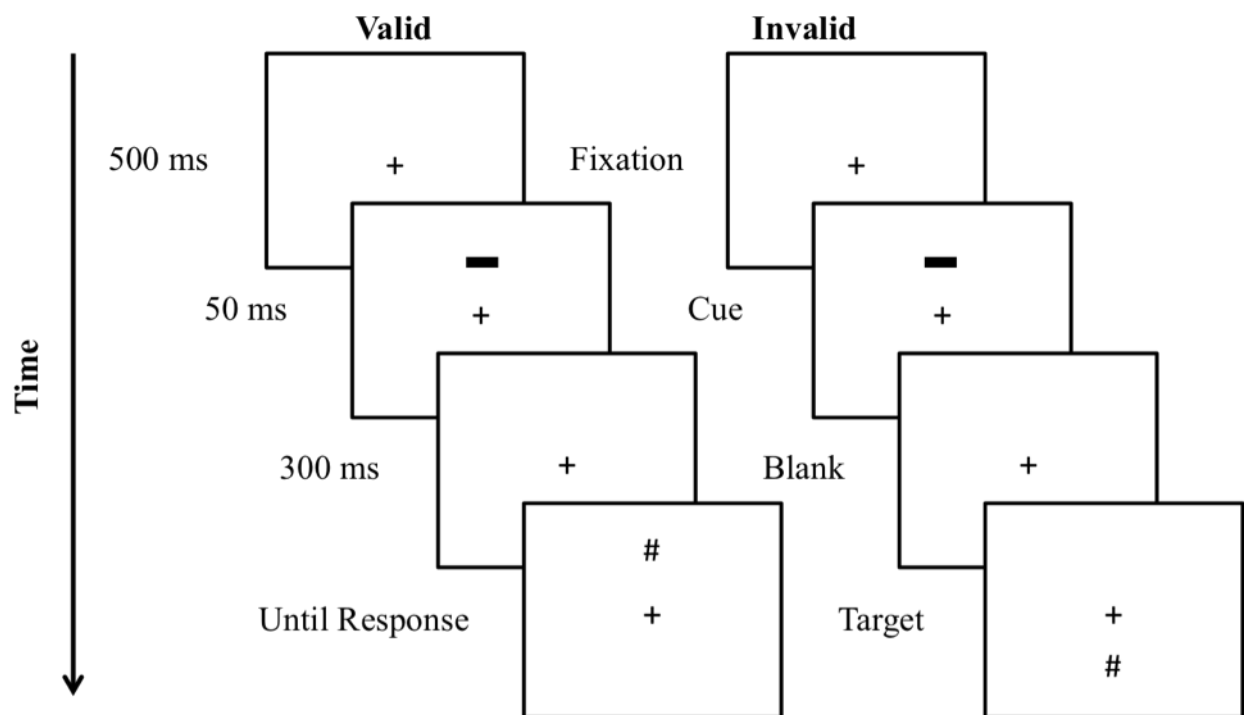 Valid Invalid
500 ms + Fixation +
50 ms + Cue +
Time
300 ms + Blank +
#
Until Response + Target +
#